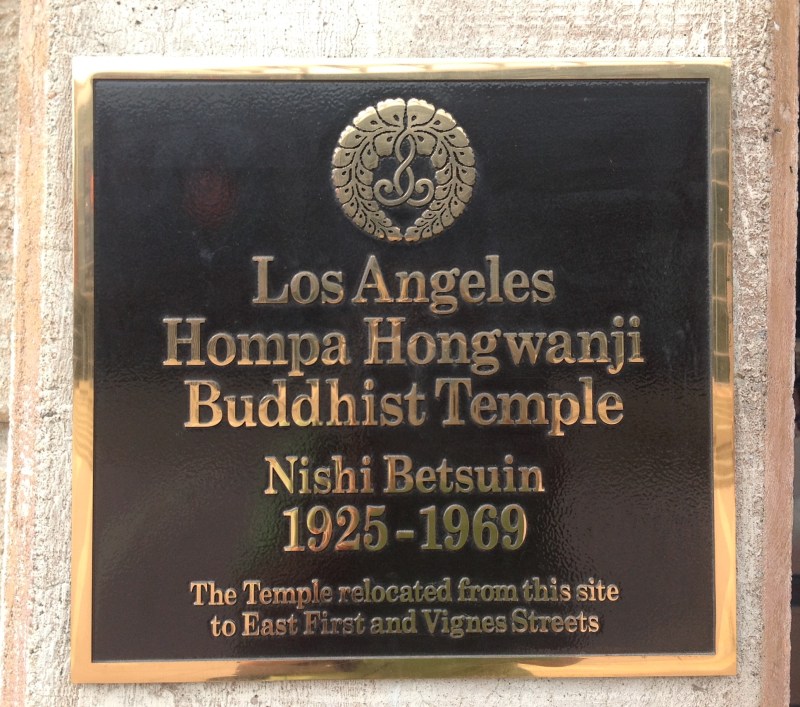 Los Angeles
Hompa Hongwanji
Buddhist Temple
Nishi Betsuin
1925-1969
The Temple relocated from this site
to East First and Vignes Streets